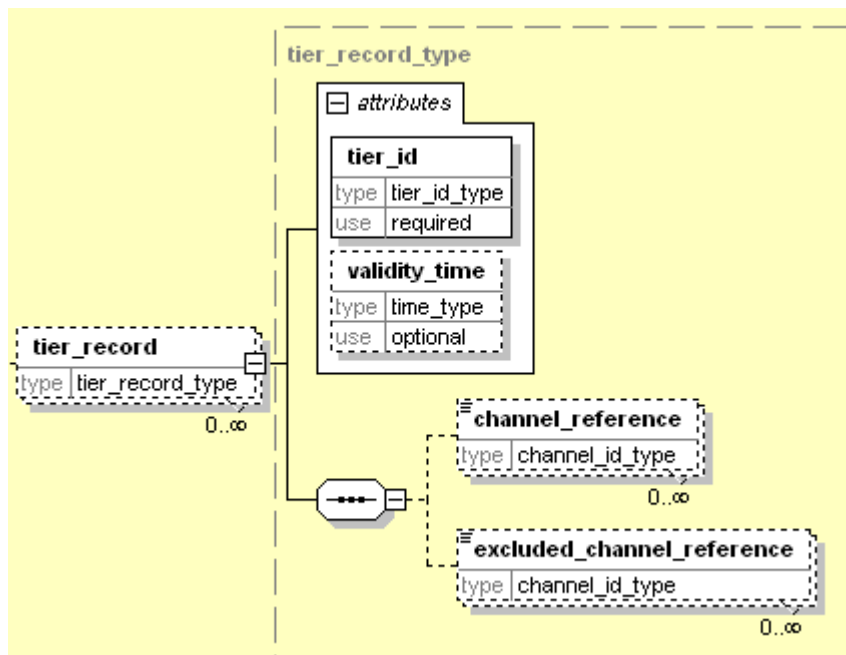 tier_record_type
attributes
tier_id
type tier_id_type
use required
validity_time
type time_type
use optional
tier_record
type tier_record_type
0..∞
channel_reference
type channel_id_type
0..∞
excluded_channel_reference
type channel_id_type
0..∞